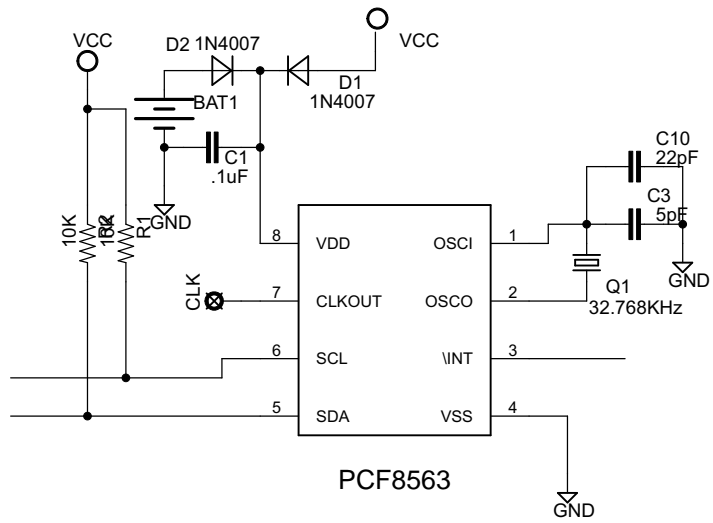 VCC
D2 1N4007
VCC
D1
1N4007
BAT1
C1
.1uF
GND
C10
22pF
C3
5pF
10K
R2
10K
R1
8
VDD
OSCI
1
GND
CLK
7
CLKOUT
OSCO
2
Q1
32.768KHz
6
SCL
\INT
3
5
SDA
VSS
4
PCF8563
GND